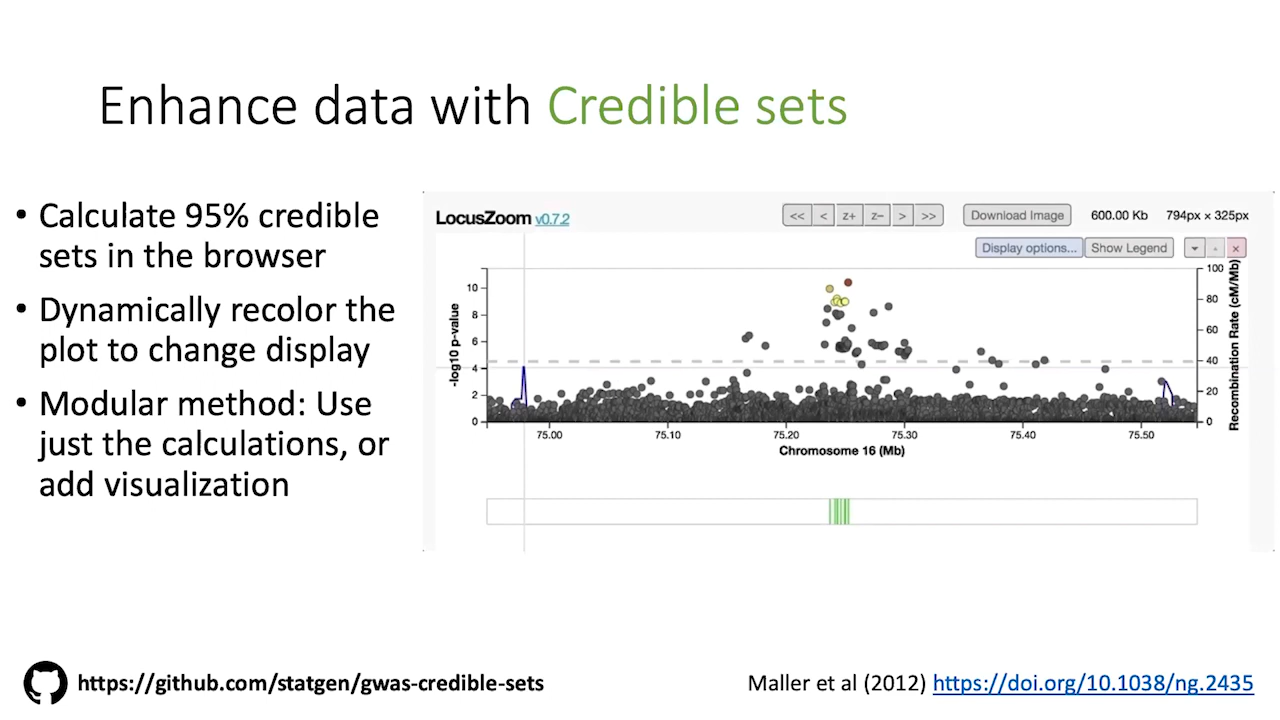 Enhance data with Credible sets
• Calculate 95% credible
sets in the browser
• Dynamically recolor the
plot to change display
• Modular method: Use
just the calculations, or
add visualization
LocusZoom v0.7.2
<< < z+ z− > >> Download Image 600.00 Kb 794px x 325px
Display options... Show Legend
-log10 p-value
10
8
6
4
2
0
100
80
60
40
20
0
Recombination Rate (cM/Mb)
75.00 75.10 75.20 75.30 75.40 75.50
Chromosome 16 (Mb)
https://github.com/statgen/gwas-credible-sets
Maller et al (2012) https://doi.org/10.1038/ng.2435